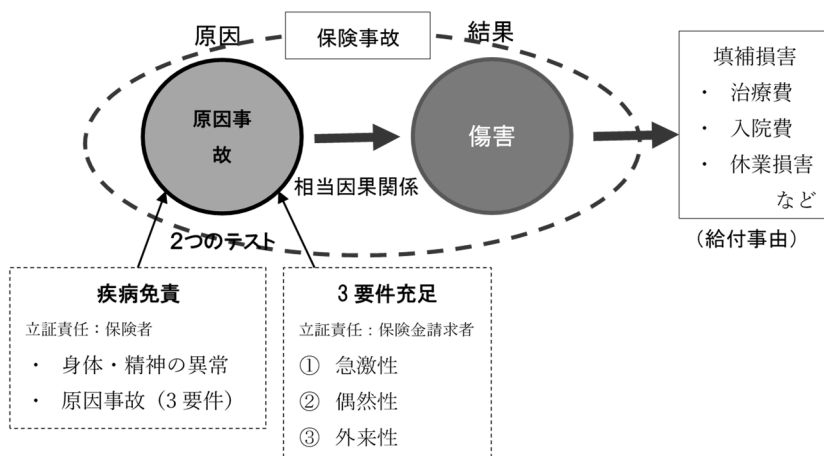 原因
保険事故
結果
原因事
故
相当因果関係
傷害
填補損害
・ 治療費
・ 入院費
・ 休業損害
など
（給付事由）
２つのテスト
疾病免責
立証責任：保険者
・ 身体・精神の異常
・ 原因事故（3 要件）
3 要件充足
立証責任：保険金請求者
① 急激性
② 偶然性
③ 外来性